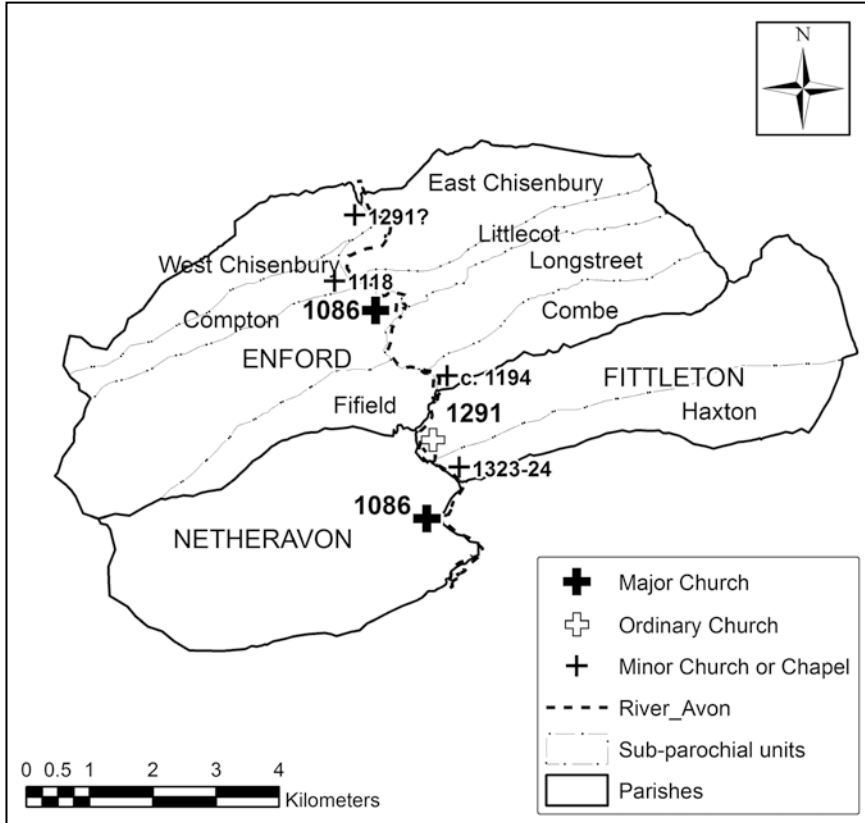 N
East Chisenbury
1291?
Littlecot
West Chisenbury
Longstreet
1118
1086
Compton
Combe
ENFORD
c. 1194
FITTLETON
Fifield
1291
Haxton
1323-24
1086
NETHERAVON
Major Church
Ordinary Church
Minor Church or Chapel
River_Avon
Sub-parochial units
Parishes
0 0.5 1 2 3 4
Kilometers